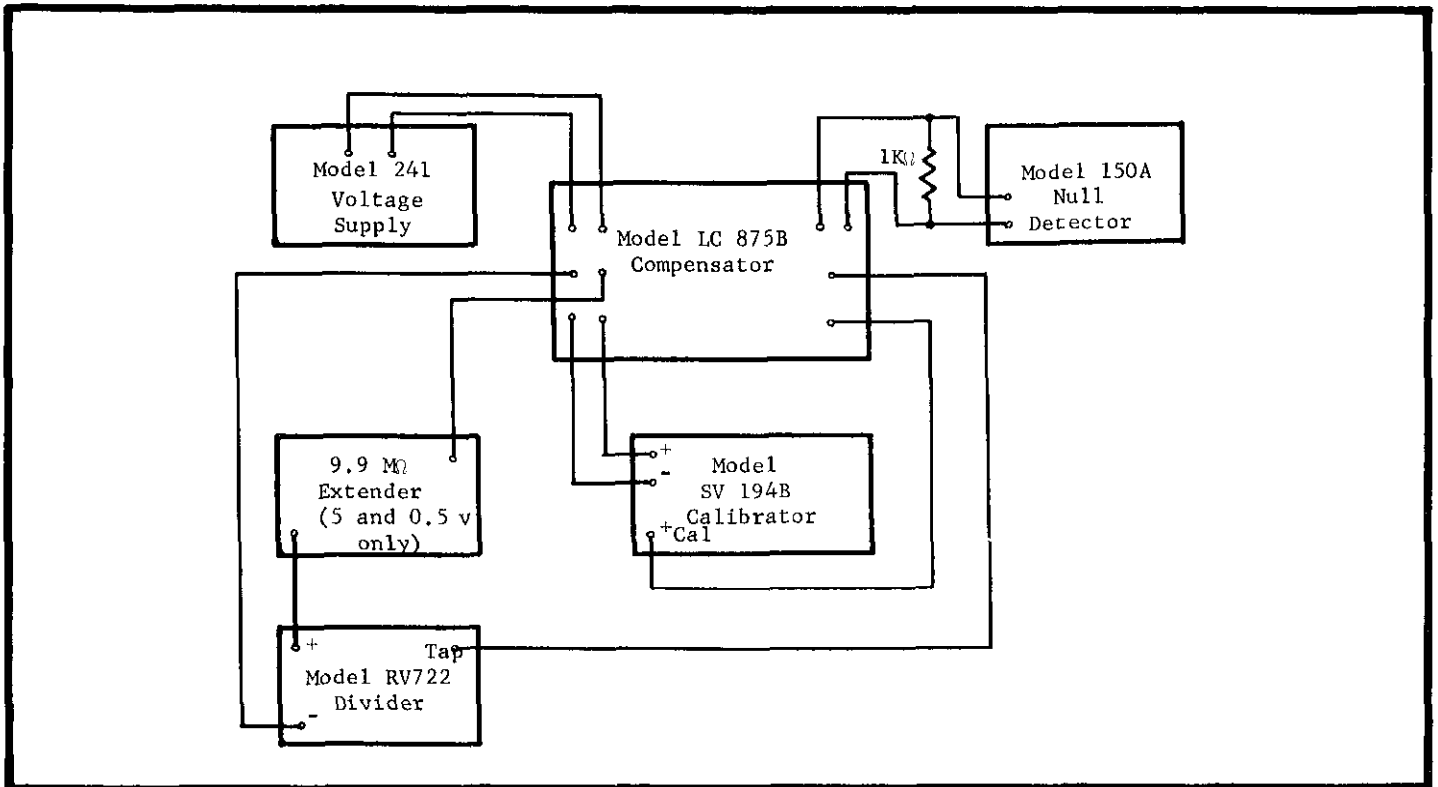 Model 241
Voltage
Supply
Model LC 875B
Compensator
1KΩ
Model 150A
Null
Detector
9.9 MΩ
Extender
(5 and 0.5 v
only)
+
-
Model
SV 194B
Calibrator
+Cal
+
Tap
Model RV722
Divider
-